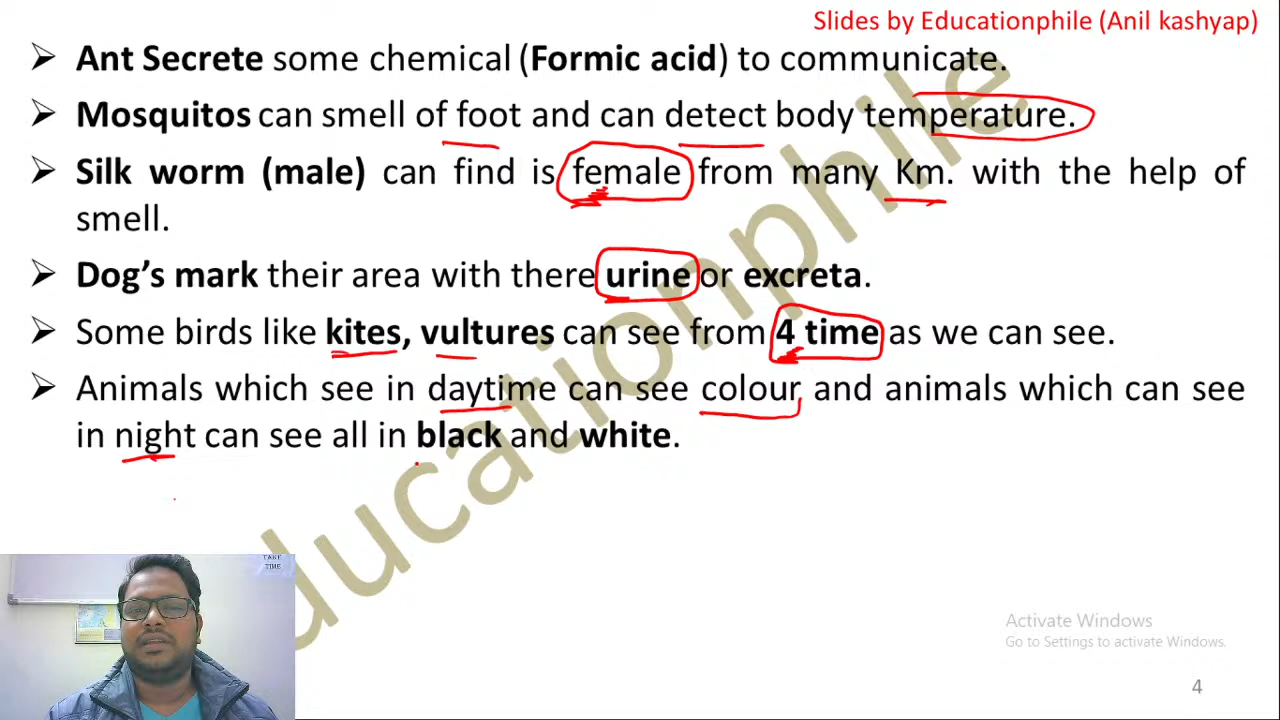 Slides by Educationphile (Anil kashyap)
➢ Ant Secrete some chemical (Formic acid) to communicate.
➢ Mosquitos can smell of foot and can detect body temperature.
➢ Silk worm (male) can find is female from many Km. with the help of
smell.
➢ Dog’s mark their area with there urine or excreta.
➢ Some birds like kites, vultures can see from 4 time as we can see.
➢ Animals which see in daytime can see colour and animals which can see
in night can see all in black and white.
Educationphile
TAKE
TIME
Activate Windows
Go to Settings to activate Windows.
4